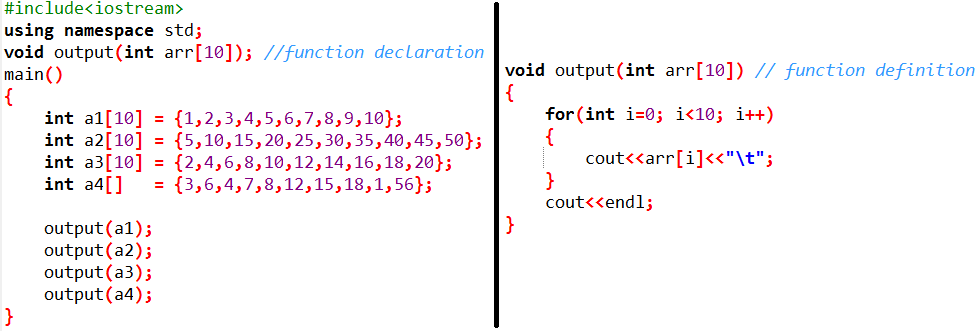 #include<iostream>
using namespace std;
void output(int arr[10]); //function declaration
main()
{
    int a1[10] = {1,2,3,4,5,6,7,8,9,10};
    int a2[10] = {5,10,15,20,25,30,35,40,45,50};
    int a3[10] = {2,4,6,8,10,12,14,16,18,20};
    int a4[]   = {3,6,4,7,8,12,15,18,1,56};

    output(a1);
    output(a2);
    output(a3);
    output(a4);
}
void output(int arr[10]) // function definition
{
    for(int i=0; i<10; i++)
    {
        cout<<arr[i]<<"\t";
    }
    cout<<endl;
}